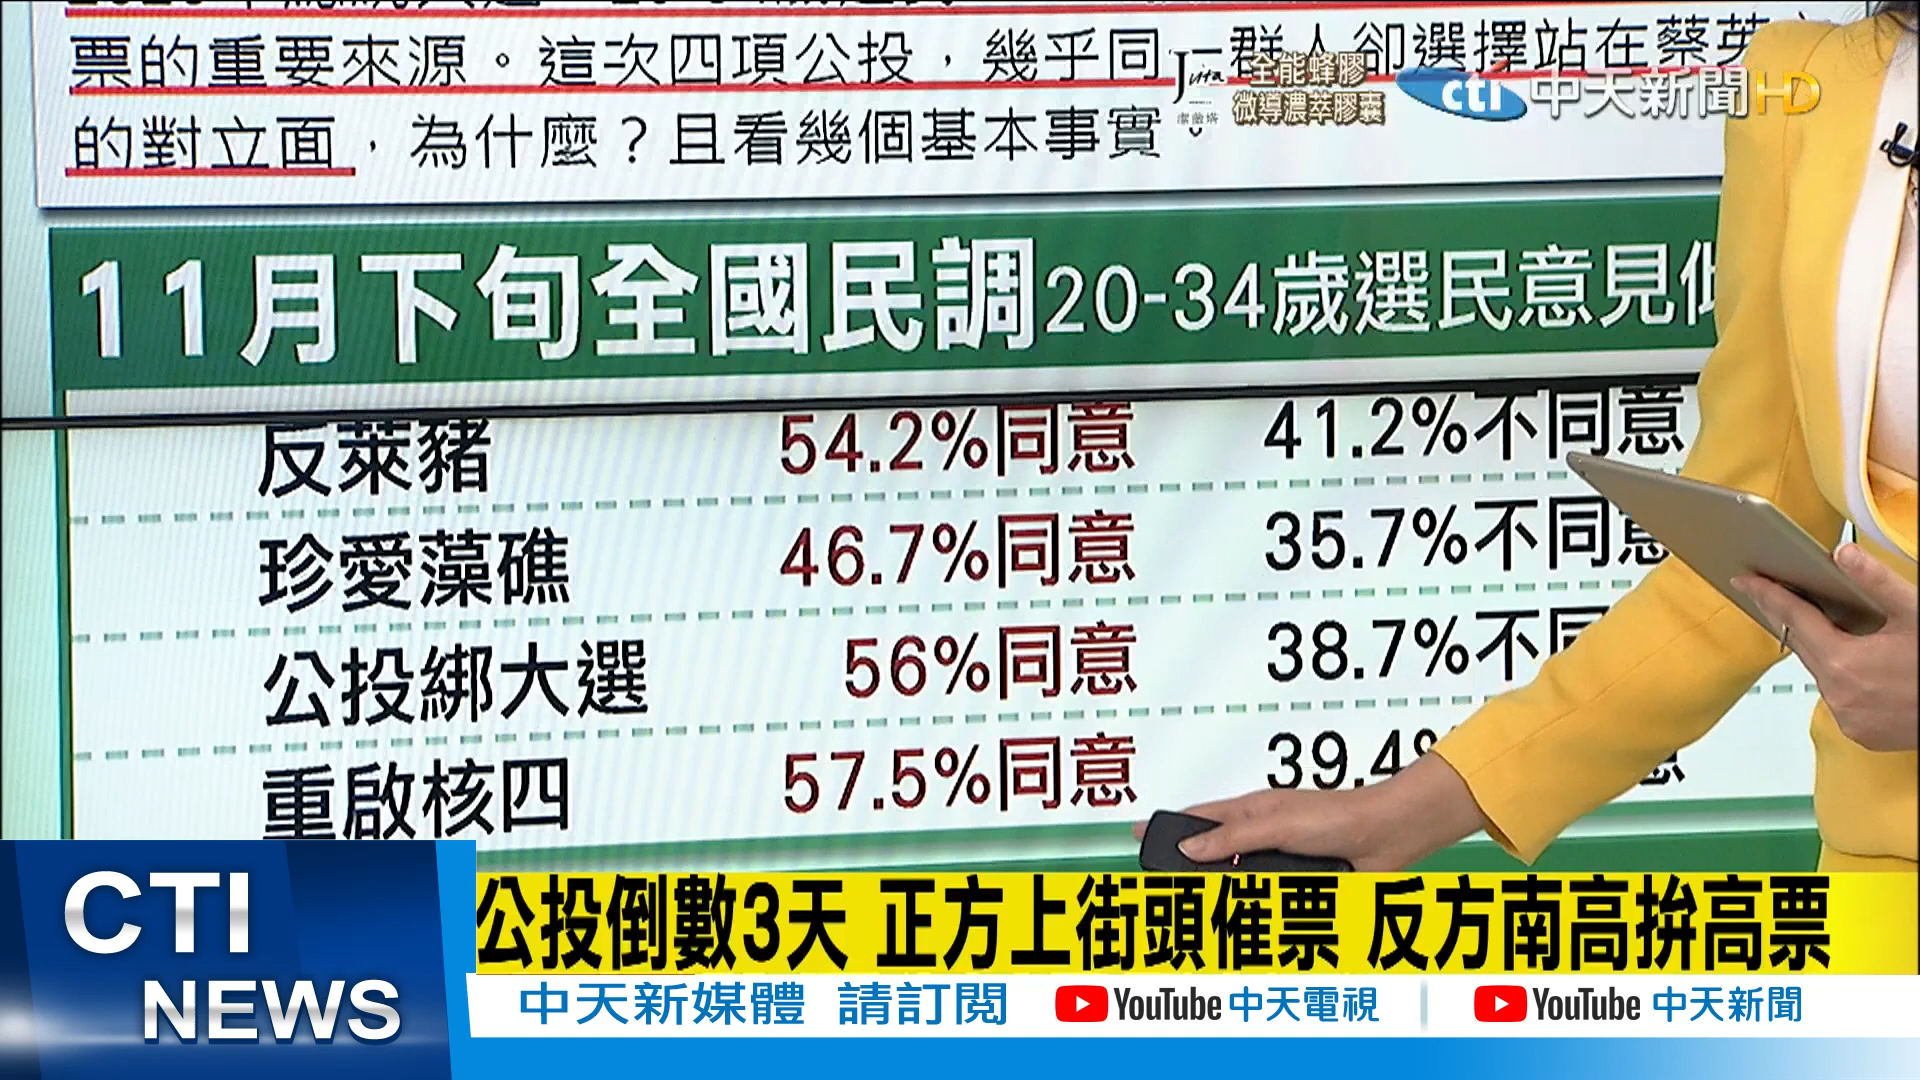 票的重要來源。這次四項公投，幾乎同一群人卻選擇站在蔡英
的對立面，為什麼？且看幾個基本事實
Vita
全能蜂膠
微導濃萃膠囊
cti 中天新聞HD
11月下旬全國民調 20-34歲選民意見傾
反萊豬 54.2%同意 41.2%不同意
珍愛藻礁 46.7%同意 35.7%不同意
公投綁大選 56%同意 38.7%不同
重啟核四 57.5%同意 39.4%
CTI NEWS
公投倒數3天 正方上街頭催票 反方南高拚高票
中天新媒體 請訂閱 YouTube 中天電視 YouTube 中天新聞